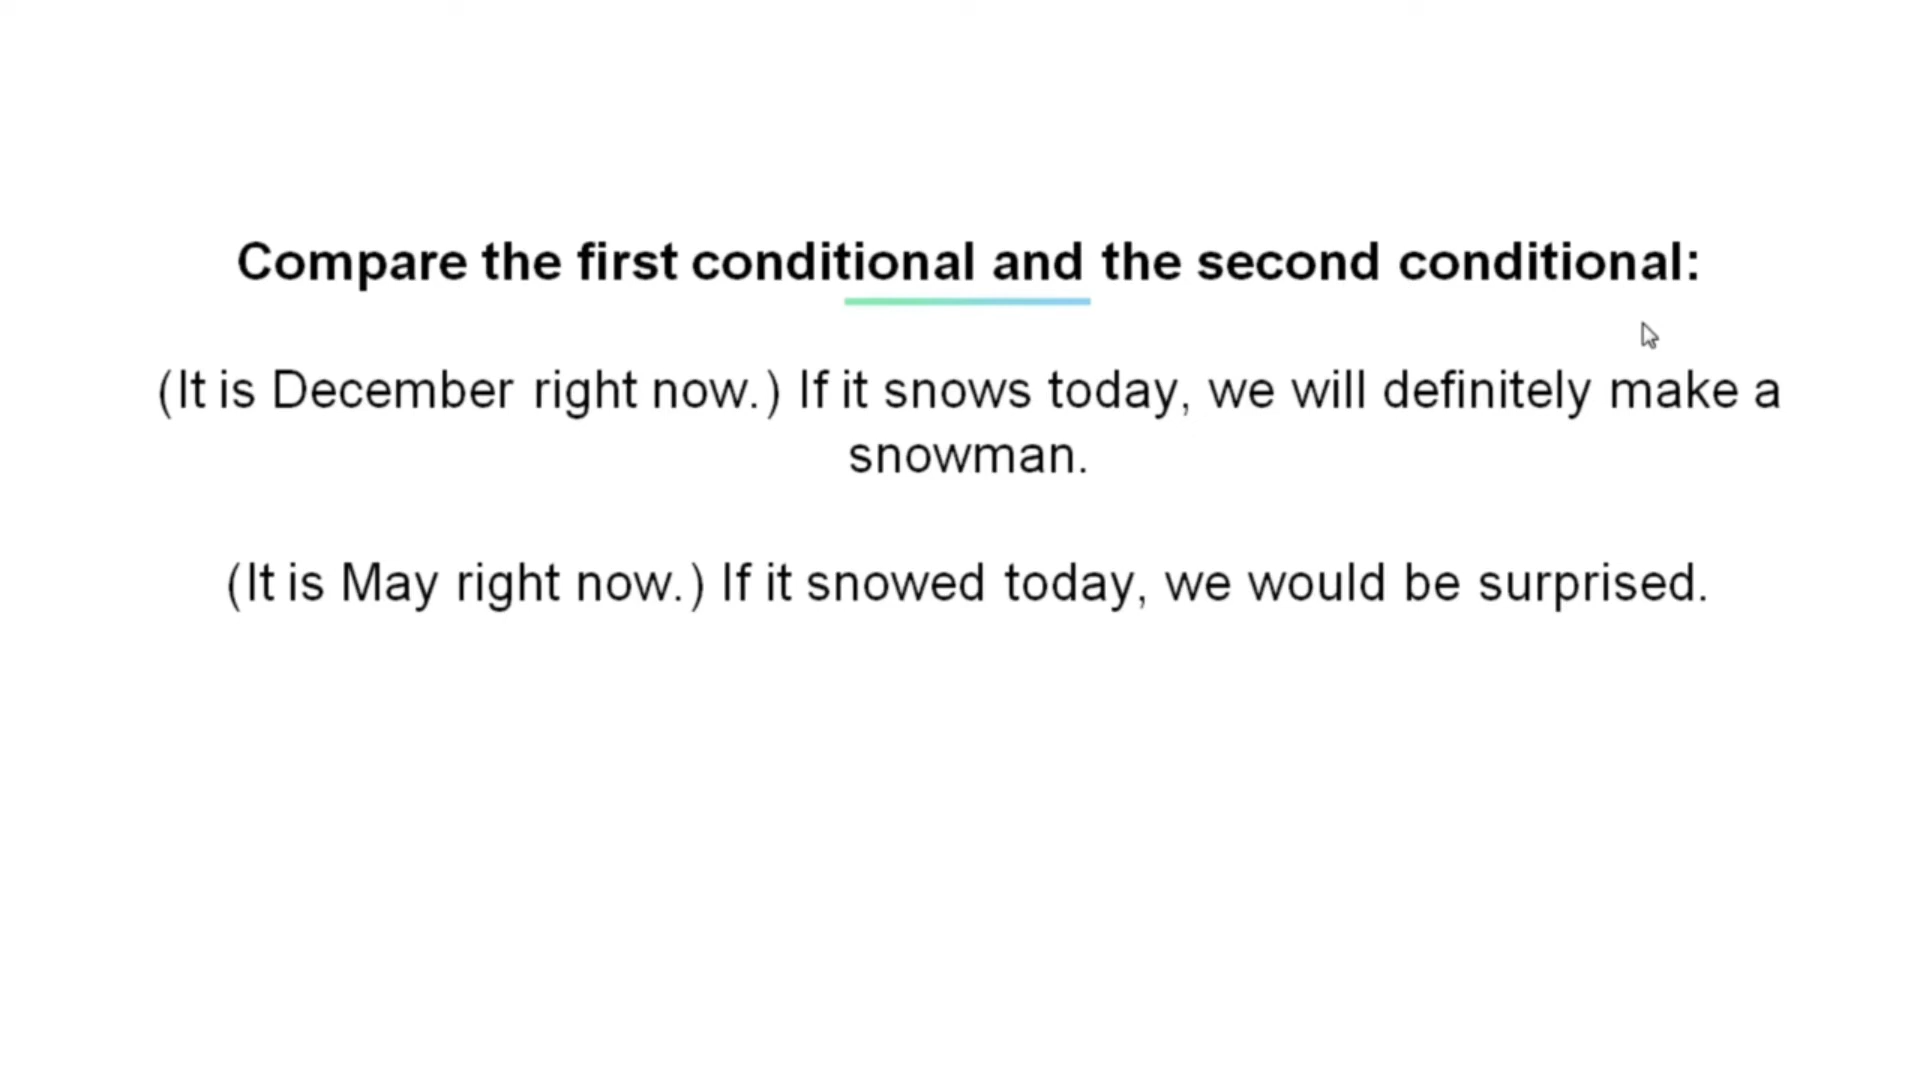 Compare the first conditional and the second conditional:
(It is December right now.) If it snows today, we will definitely make a
snowman.
(It is May right now.) If it snowed today, we would be surprised.